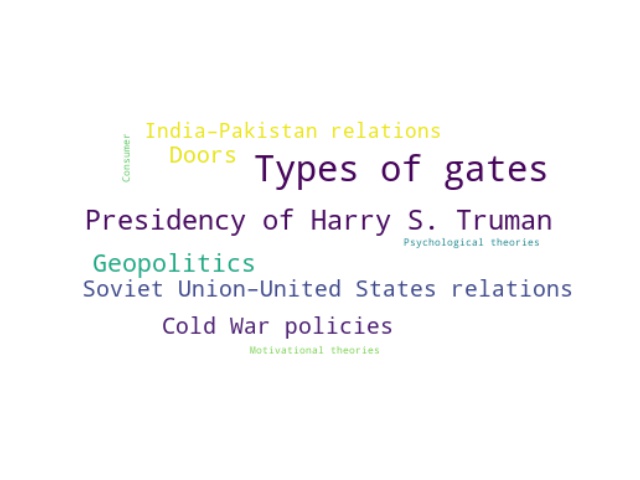 India–Pakistan relations
Consumer
Doors
Types of gates
Presidency of Harry S. Truman
Psychological theories
Geopolitics
Soviet Union–United States relations
Cold War policies
Motivational theories